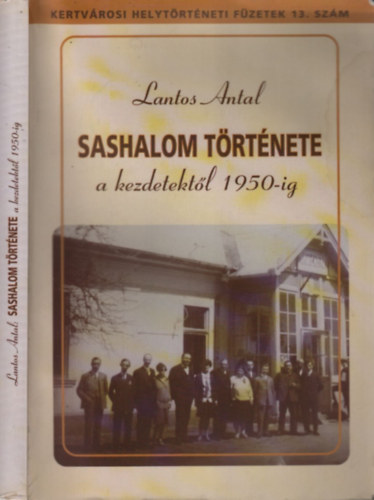 KERTVÁROSI HELYTÖRTÉNETI FÜZETEK 13. SZÁM
Lantos Antal
SASHALOM TÖRTÉNETE
a kezdetektől 1950-ig
Lantos Antal: SASHALOM TÖRTÉNETE a kezdetektől 1950-ig